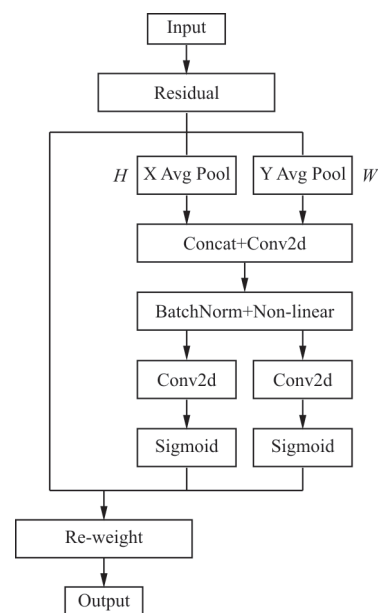 Input
Residual
H X Avg Pool Y Avg Pool W
Concat+Conv2d
BatchNorm+Non-linear
Conv2d Conv2d
Sigmoid Sigmoid
Re-weight
Output